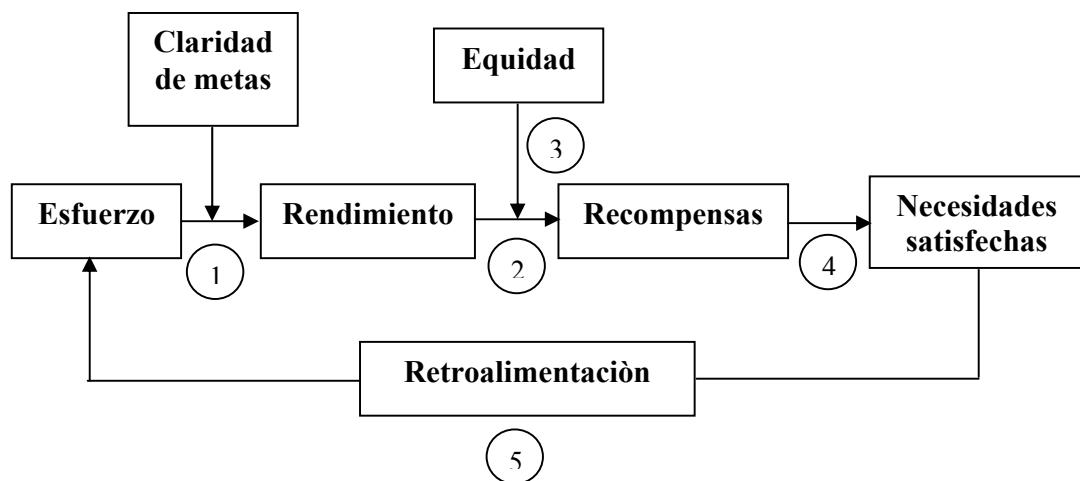 Claridad
de metas
Equidad
3
Esfuerzo
Rendimiento
Recompensas
Necesidades
satisfechas
1
2
4
Retroalimentaciòn
5